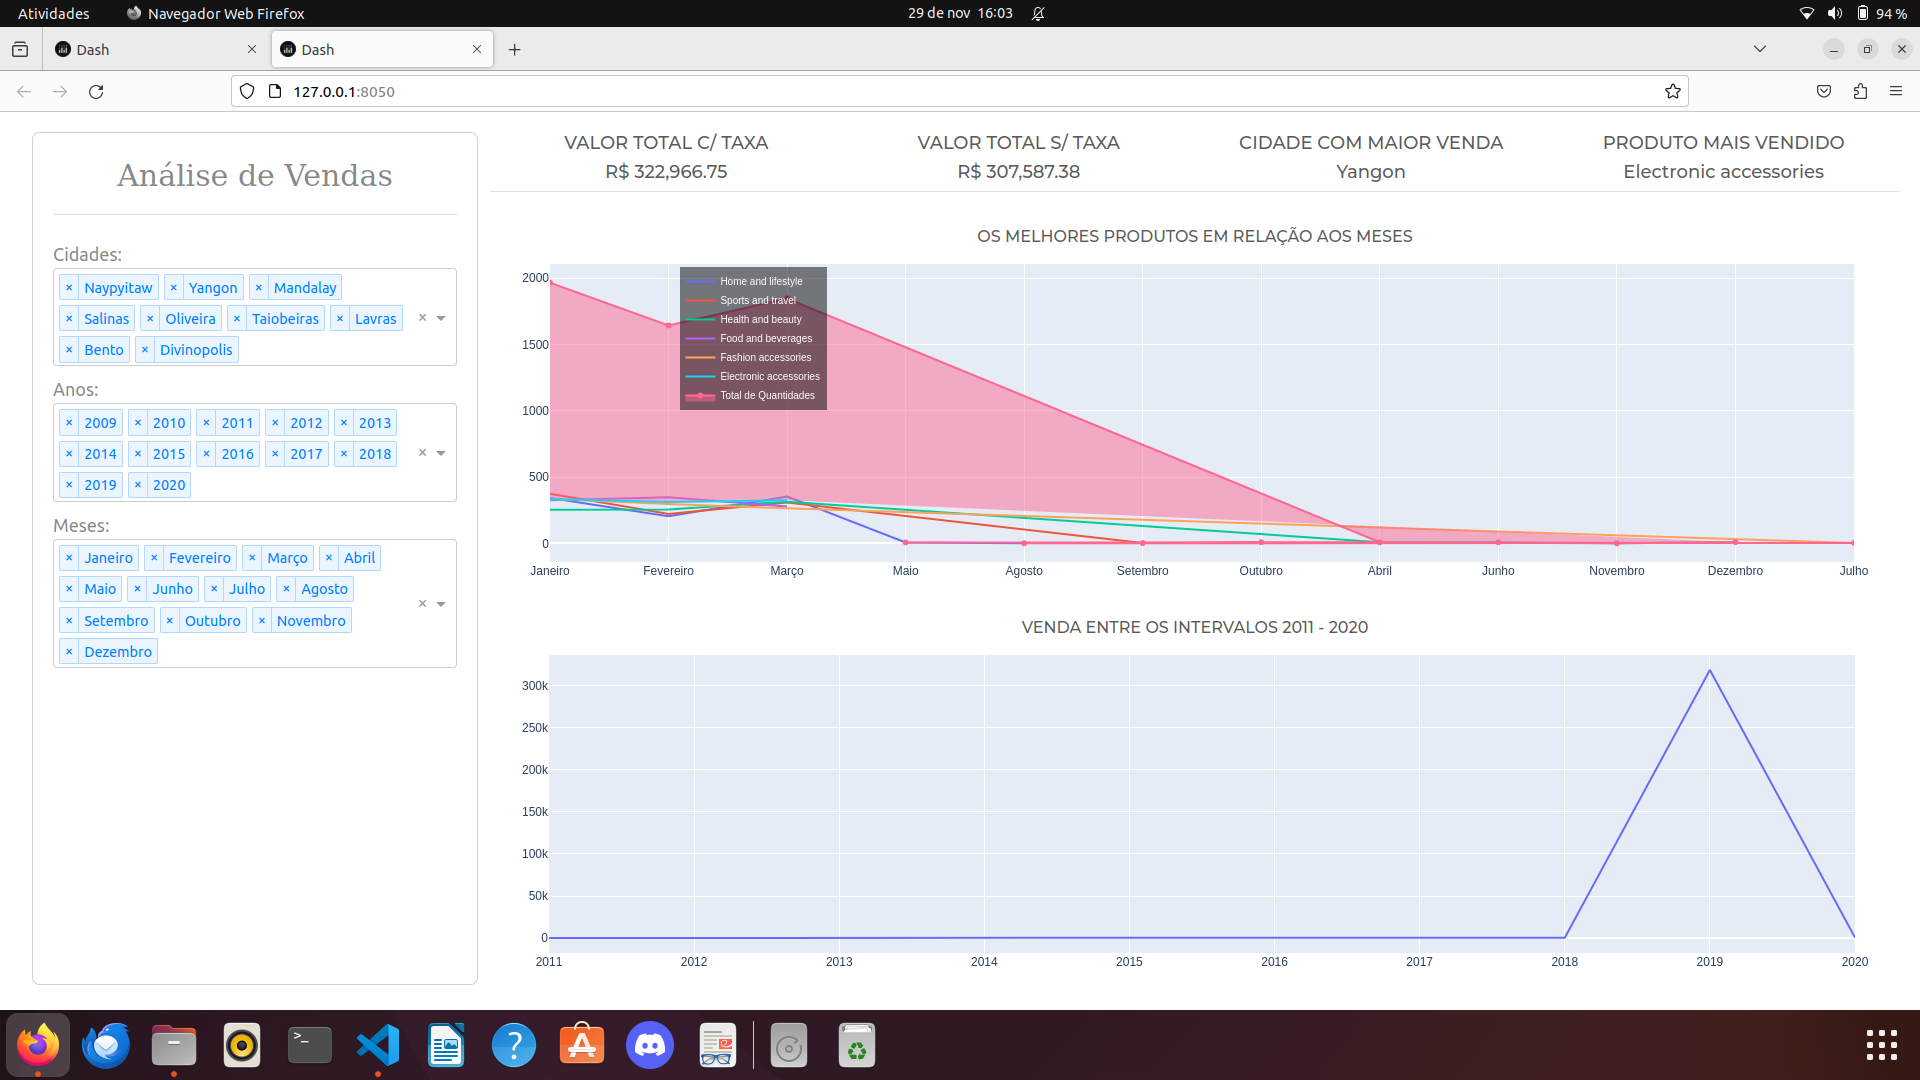 Atividades Navegador Web Firefox 29 de nov 16:03 94 %
Dash Dash
127.0.0.1:8050
Análise de Vendas
Cidades:
× Naypyitaw × Yangon × Mandalay
× Salinas × Oliveira × Taiobeiras × Lavras
× Bento × Divinopolis
Anos:
× 2009 × 2010 × 2011 × 2012 × 2013
× 2014 × 2015 × 2016 × 2017 × 2018
× 2019 × 2020
Meses:
× Janeiro × Fevereiro × Março × Abril
× Maio × Junho × Julho × Agosto
× Setembro × Outubro × Novembro
× Dezembro
VALOR TOTAL C/ TAXA
R$ 322,966.75
VALOR TOTAL S/ TAXA
R$ 307,587.38
CIDADE COM MAIOR VENDA
Yangon
PRODUTO MAIS VENDIDO
Electronic accessories
OS MELHORES PRODUTOS EM RELAÇÃO AOS MESES
2000
1500
1000
500
0
Home and lifestyle
Sports and travel
Health and beauty
Food and beverages
Fashion accessories
Electronic accessories
Total de Quantidades
Janeiro Fevereiro Março Maio Agosto Setembro Outubro Abril Junho Novembro Dezembro Julho
VENDA ENTRE OS INTERVALOS 2011 - 2020
300k
250k
200k
150k
100k
50k
0
2011 2012 2013 2014 2015 2016 2017 2018 2019 2020